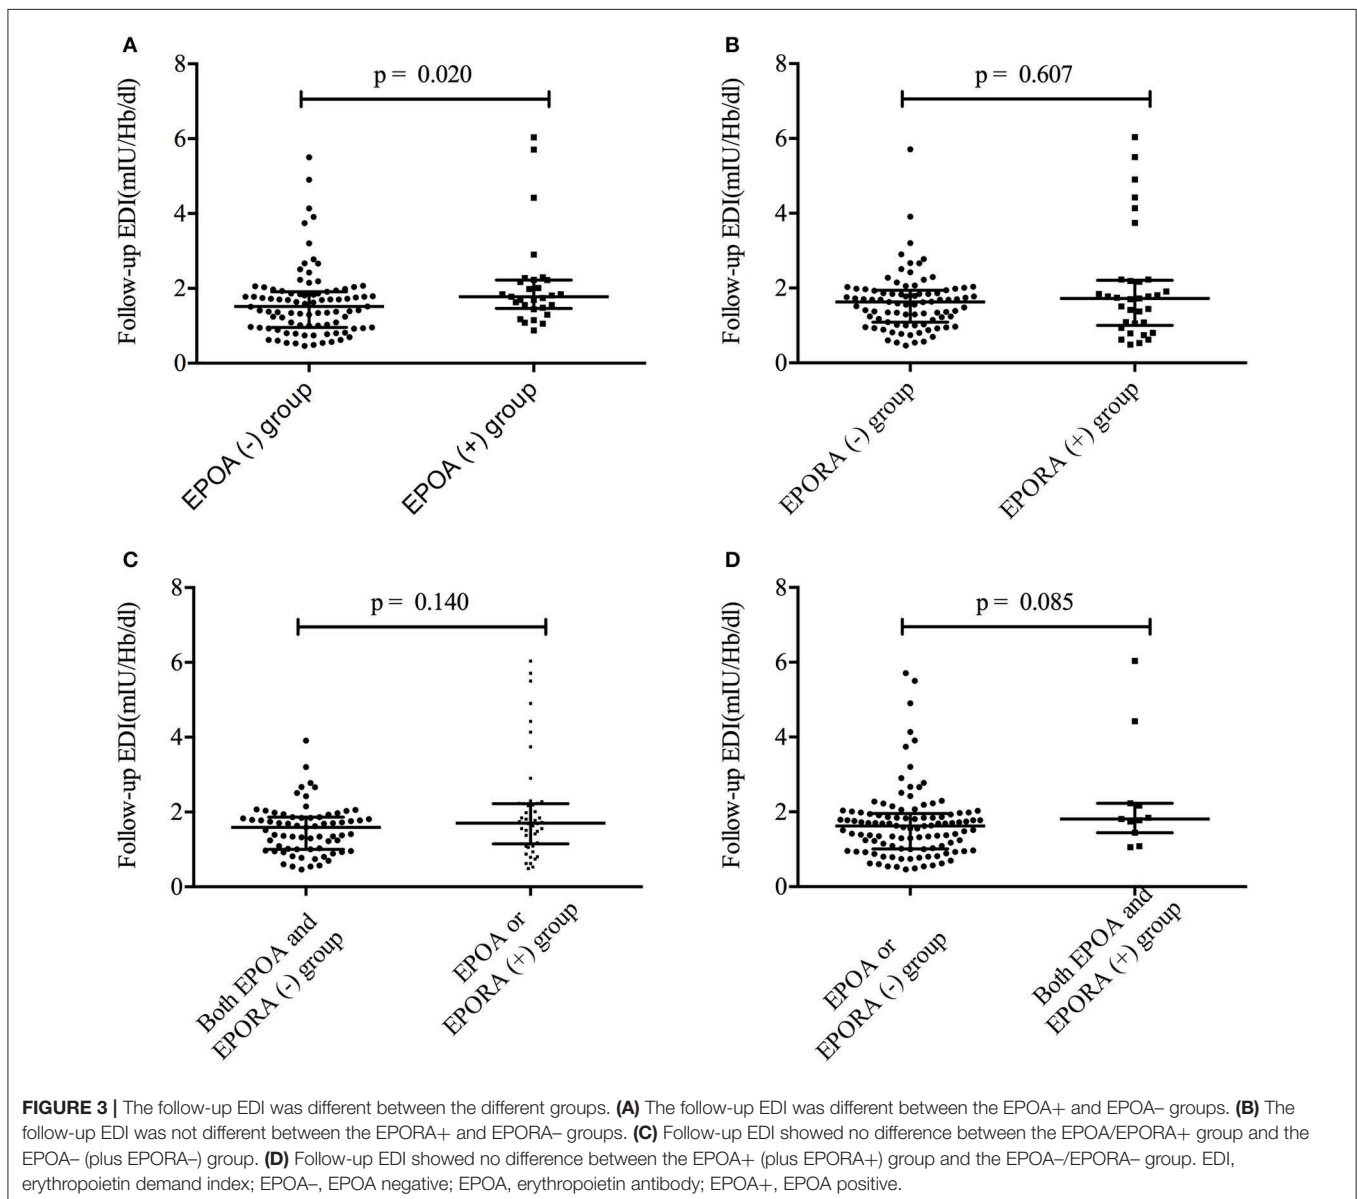 A
p = 0.020
Follow-up EDI(mIU/Hb/dl)
8
6
4
2
0
EPOA (-) group
EPOA (+) group
B
p = 0.607
Follow-up EDI(mIU/Hb/dl)
8
6
4
2
0
EPORA (-) group
EPORA (+) group
C
p = 0.140
Follow-up EDI(mIU/Hb/dl)
8
6
4
2
0
Both EPOA and
EPORA (-) group
EPOA or
EPORA (+) group
D
p = 0.085
Follow-up EDI(mIU/Hb/dl)
8
6
4
2
0
EPOA or
EPORA (-) group
Both EPOA and
EPORA (+) group
FIGURE 3 | The follow-up EDI was different between the different groups. (A) The follow-up EDI was different between the EPOA+ and EPOA– groups. (B) The
follow-up EDI was not different between the EPORA+ and EPORA– groups. (C) Follow-up EDI showed no difference between the EPOA/EPORA+ group and the
EPOA– (plus EPORA–) group. (D) Follow-up EDI showed no difference between the EPOA+ (plus EPORA+) group and the EPOA–/EPORA– group. EDI,
erythropoietin demand index; EPOA–, EPOA negative; EPOA, erythropoietin antibody; EPOA+, EPOA positive.